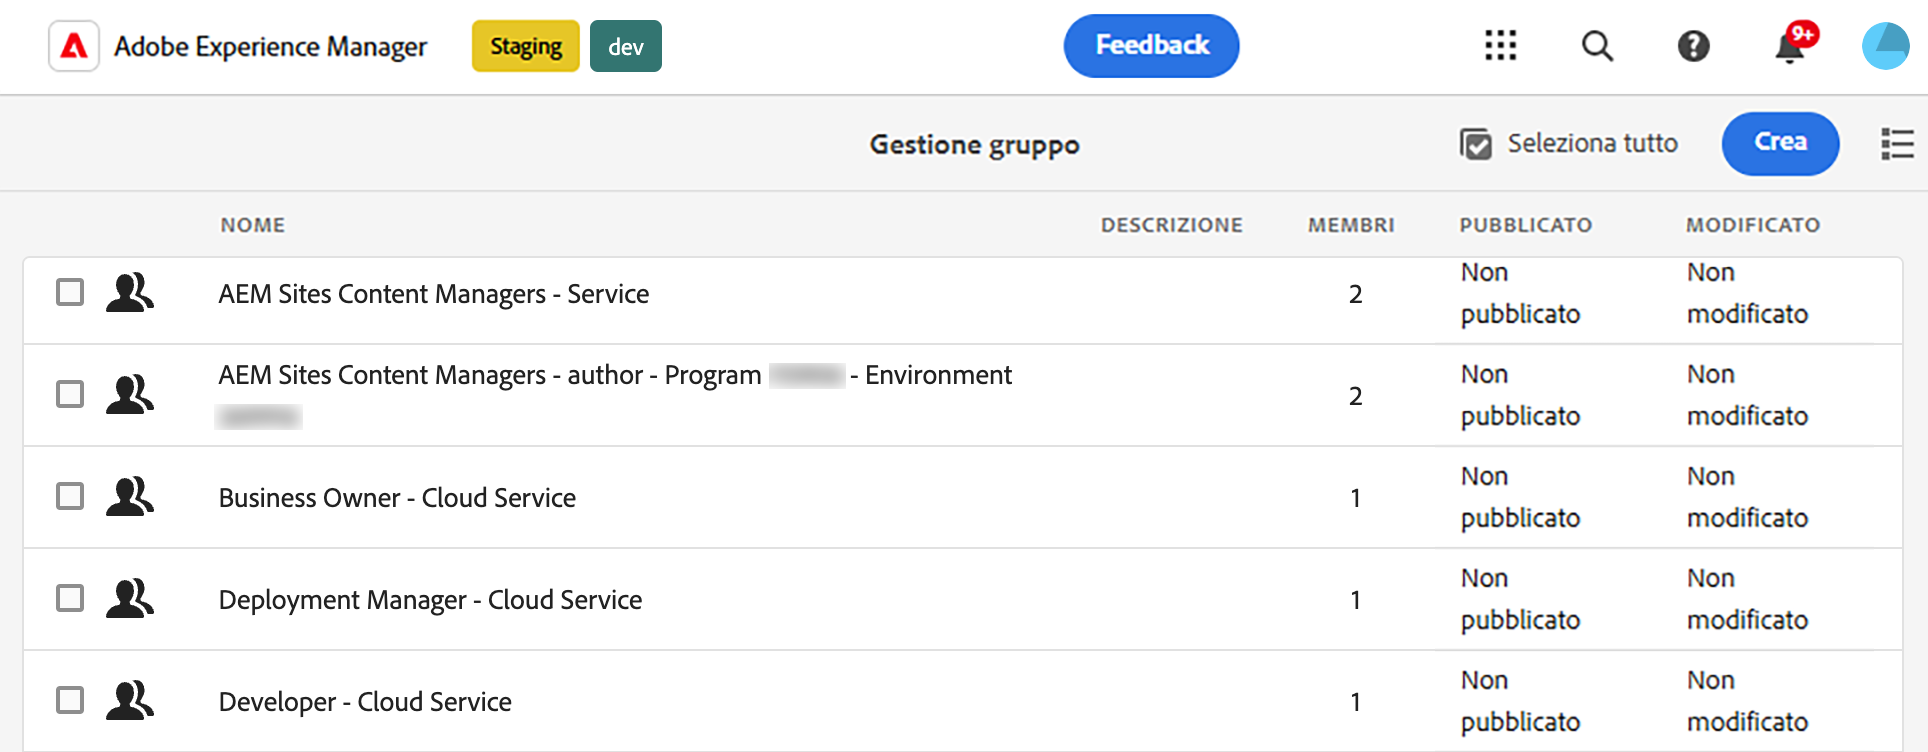 Adobe Experience Manager Staging dev Feedback 9+
Gestione gruppo Seleziona tutto Crea
NOME DESCRIZIONE MEMBRI PUBBLICATO MODIFICATO
AEM Sites Content Managers - Service 2 Non pubblicato Non modificato
AEM Sites Content Managers - author - Program - Environment 2 Non pubblicato Non modificato
Business Owner - Cloud Service 1 Non pubblicato Non modificato
Deployment Manager - Cloud Service 1 Non pubblicato Non modificato
Developer - Cloud Service 1 Non pubblicato Non modificato